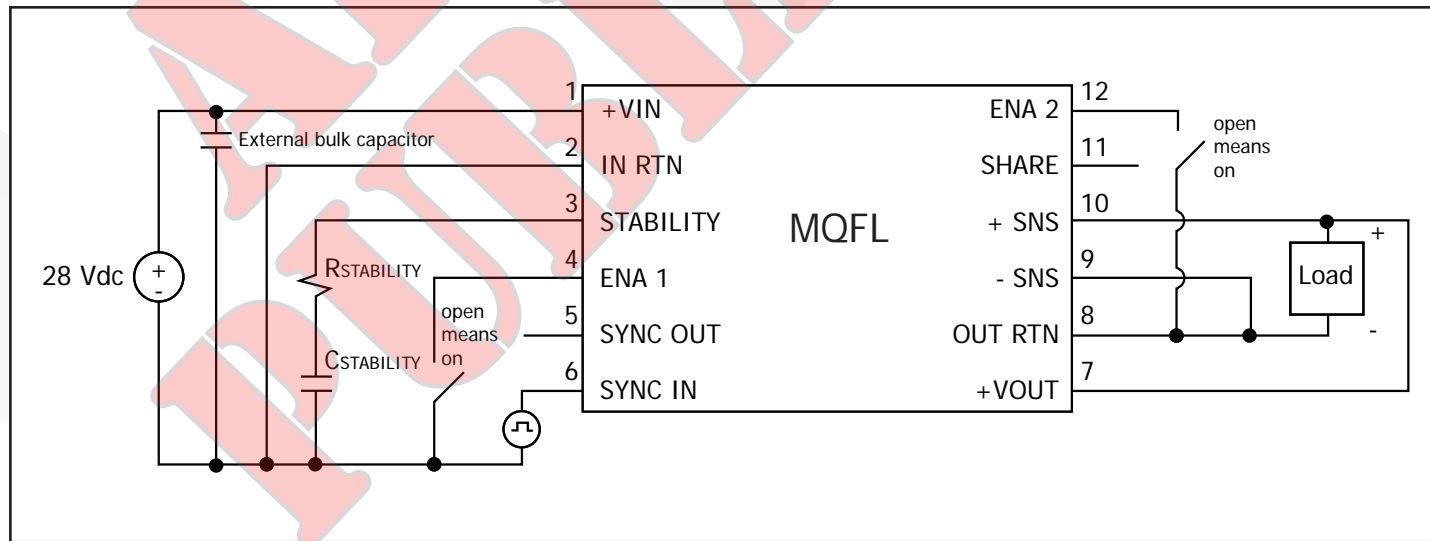 1
+VIN
External bulk capacitor
2
IN RTN
3
STABILITY
RSTABILITY
4
ENA 1
open
means
on
5
SYNC OUT
CSTABILITY
6
SYNC IN
28 Vdc
+
-
MQFL
12
ENA 2
open
means
on
11
SHARE
10
+ SNS
9
- SNS
8
OUT RTN
7
+VOUT
+
Load
-